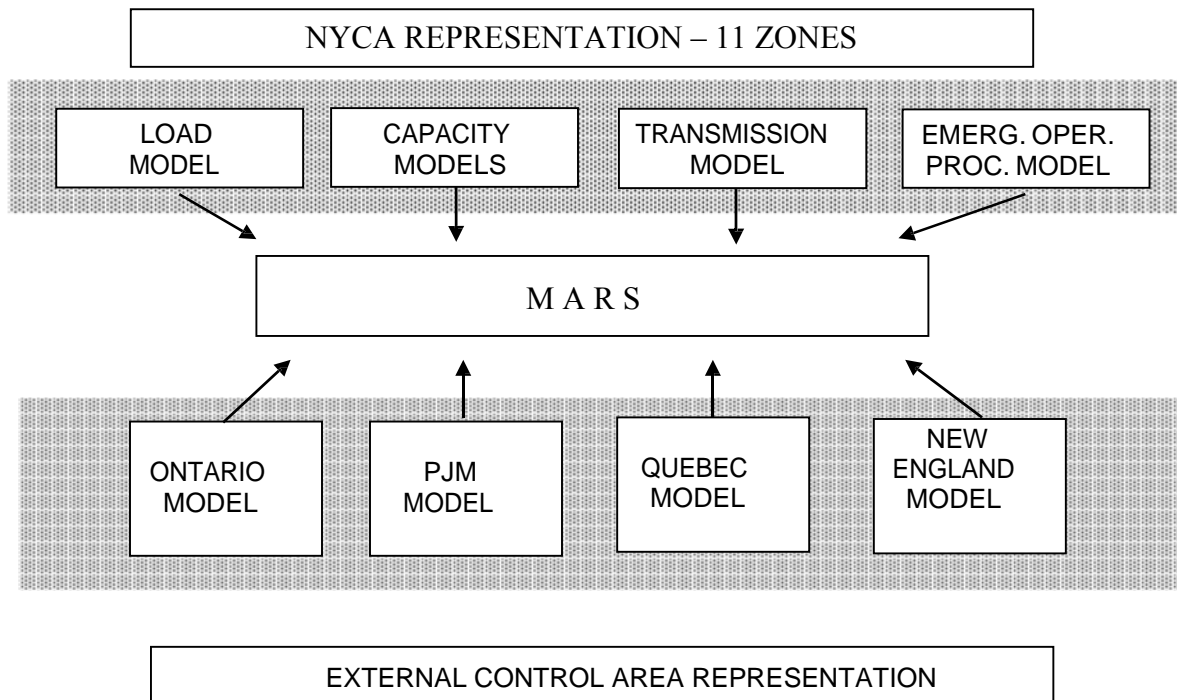 NYCA REPRESENTATION – 11 ZONES
LOAD
MODEL
CAPACITY
MODELS
TRANSMISSION
MODEL
EMERG. OPER.
PROC. MODEL
M A R S
ONTARIO
MODEL
PJM
MODEL
QUEBEC
MODEL
NEW
ENGLAND
MODEL
EXTERNAL CONTROL AREA REPRESENTATION